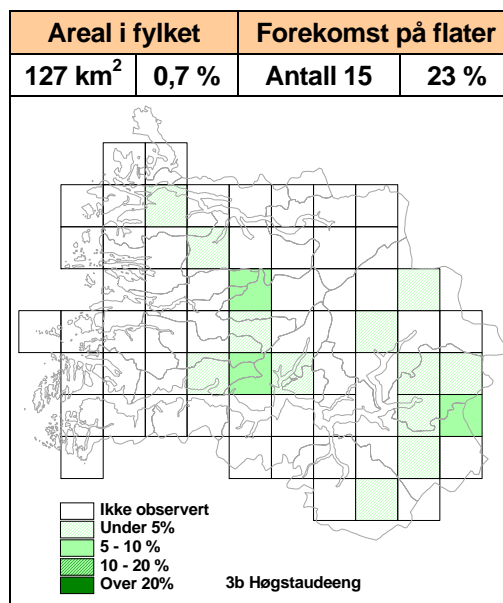 Areal i fylket Forekomst på flater
127 km² 0,7 % Antall 15 23 %
Ikke observert
Under 5%
5 - 10 %
10 - 20 %
Over 20% 3b Høgstaudeeng